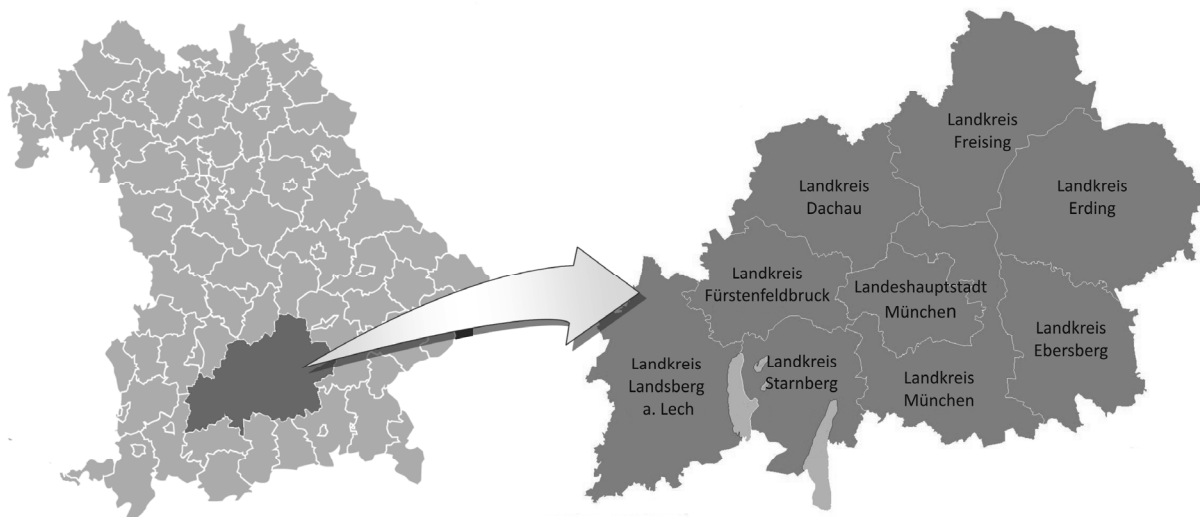 Landkreis
Freising
Landkreis
Dachau
Landkreis
Erding
Landkreis
Fürstenfeldbruck
Landeshauptstadt
München
Landkreis
Ebersberg
Landkreis
Landsberg
a. Lech
Landkreis
Starnberg
Landkreis
München